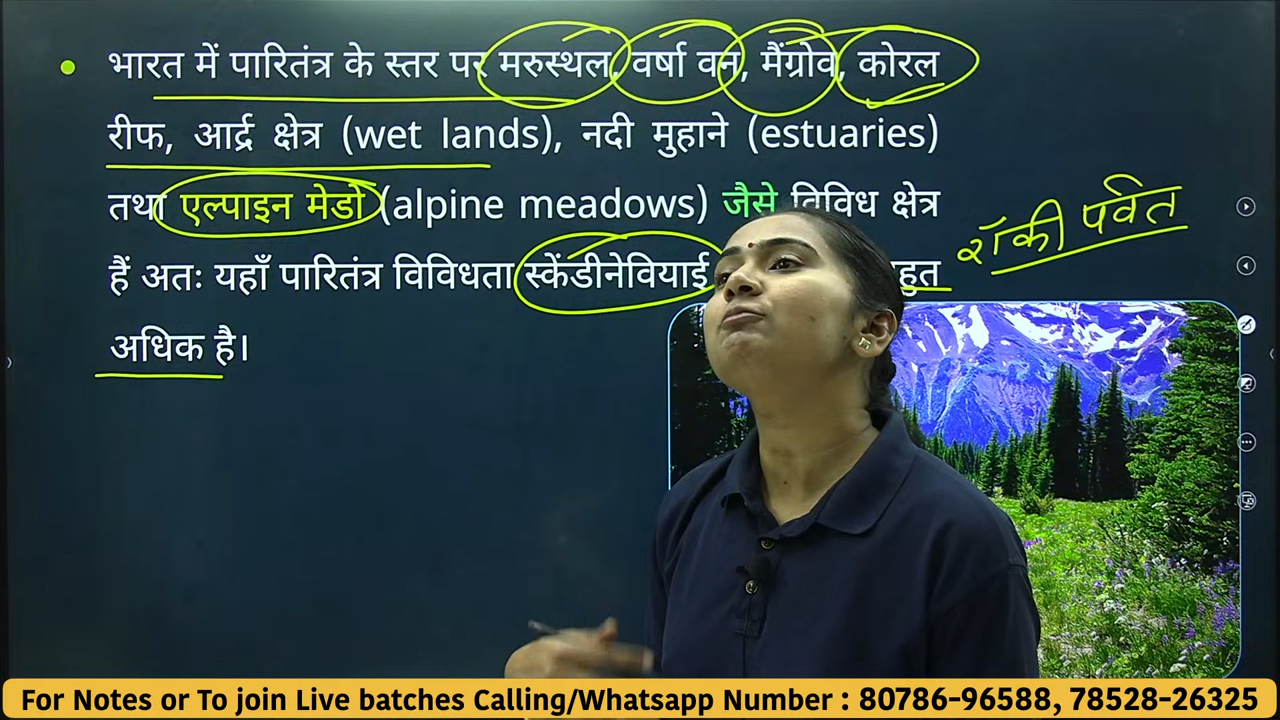 भारत में पारितंत्र के स्तर पर मरुस्थल, वर्षा वन, मैंग्रोव, कोरल
रीफ, आर्द्र क्षेत्र (wet lands), नदी मुहाने (estuaries)
तथा एल्पाइन मेडो (alpine meadows) जैसे विविध क्षेत्र
रॉकी पर्वत
हैं अतः यहाँ पारितंत्र विविधता स्केंडीनेवियाई
अधिक है।
For Notes or To join Live batches Calling/Whatsapp Number : 80786-96588, 78528-26325